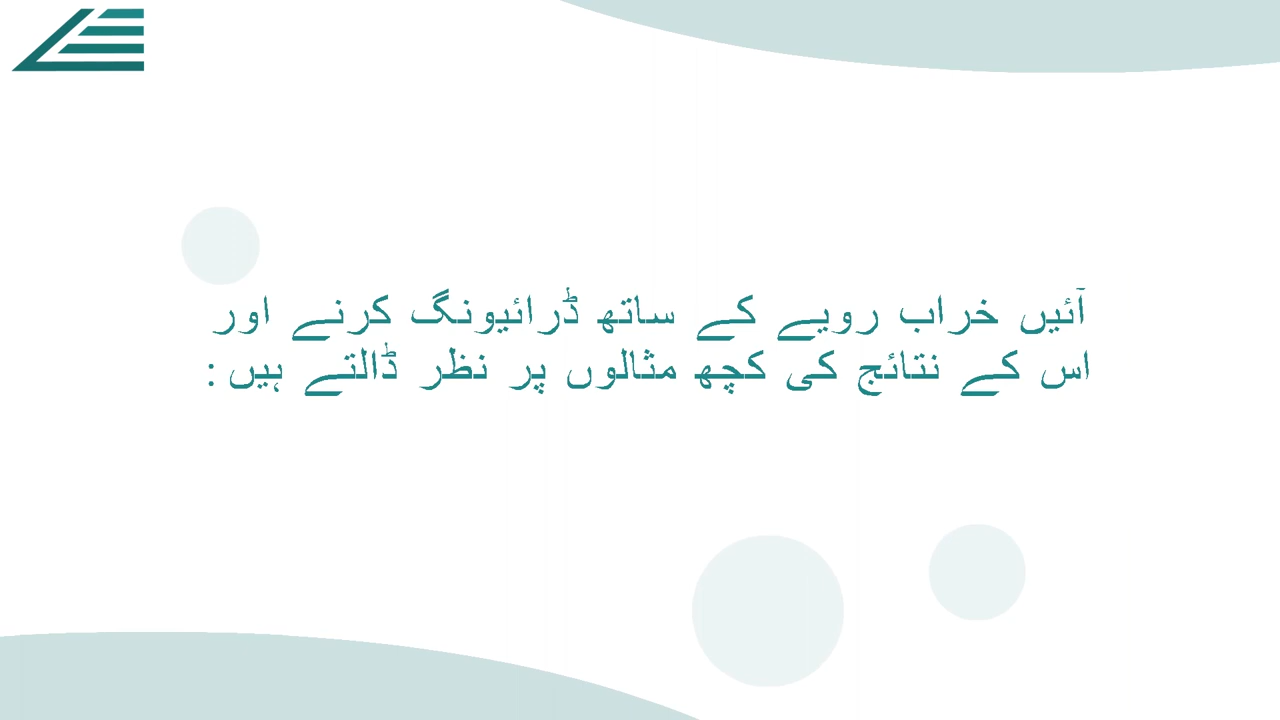 آئیں خراب رویے کے ساتھ ڈرائیونگ کرنے اور
اس کے نتائج کی کچھ مثالوں پر نظر ڈالتے ہیں :